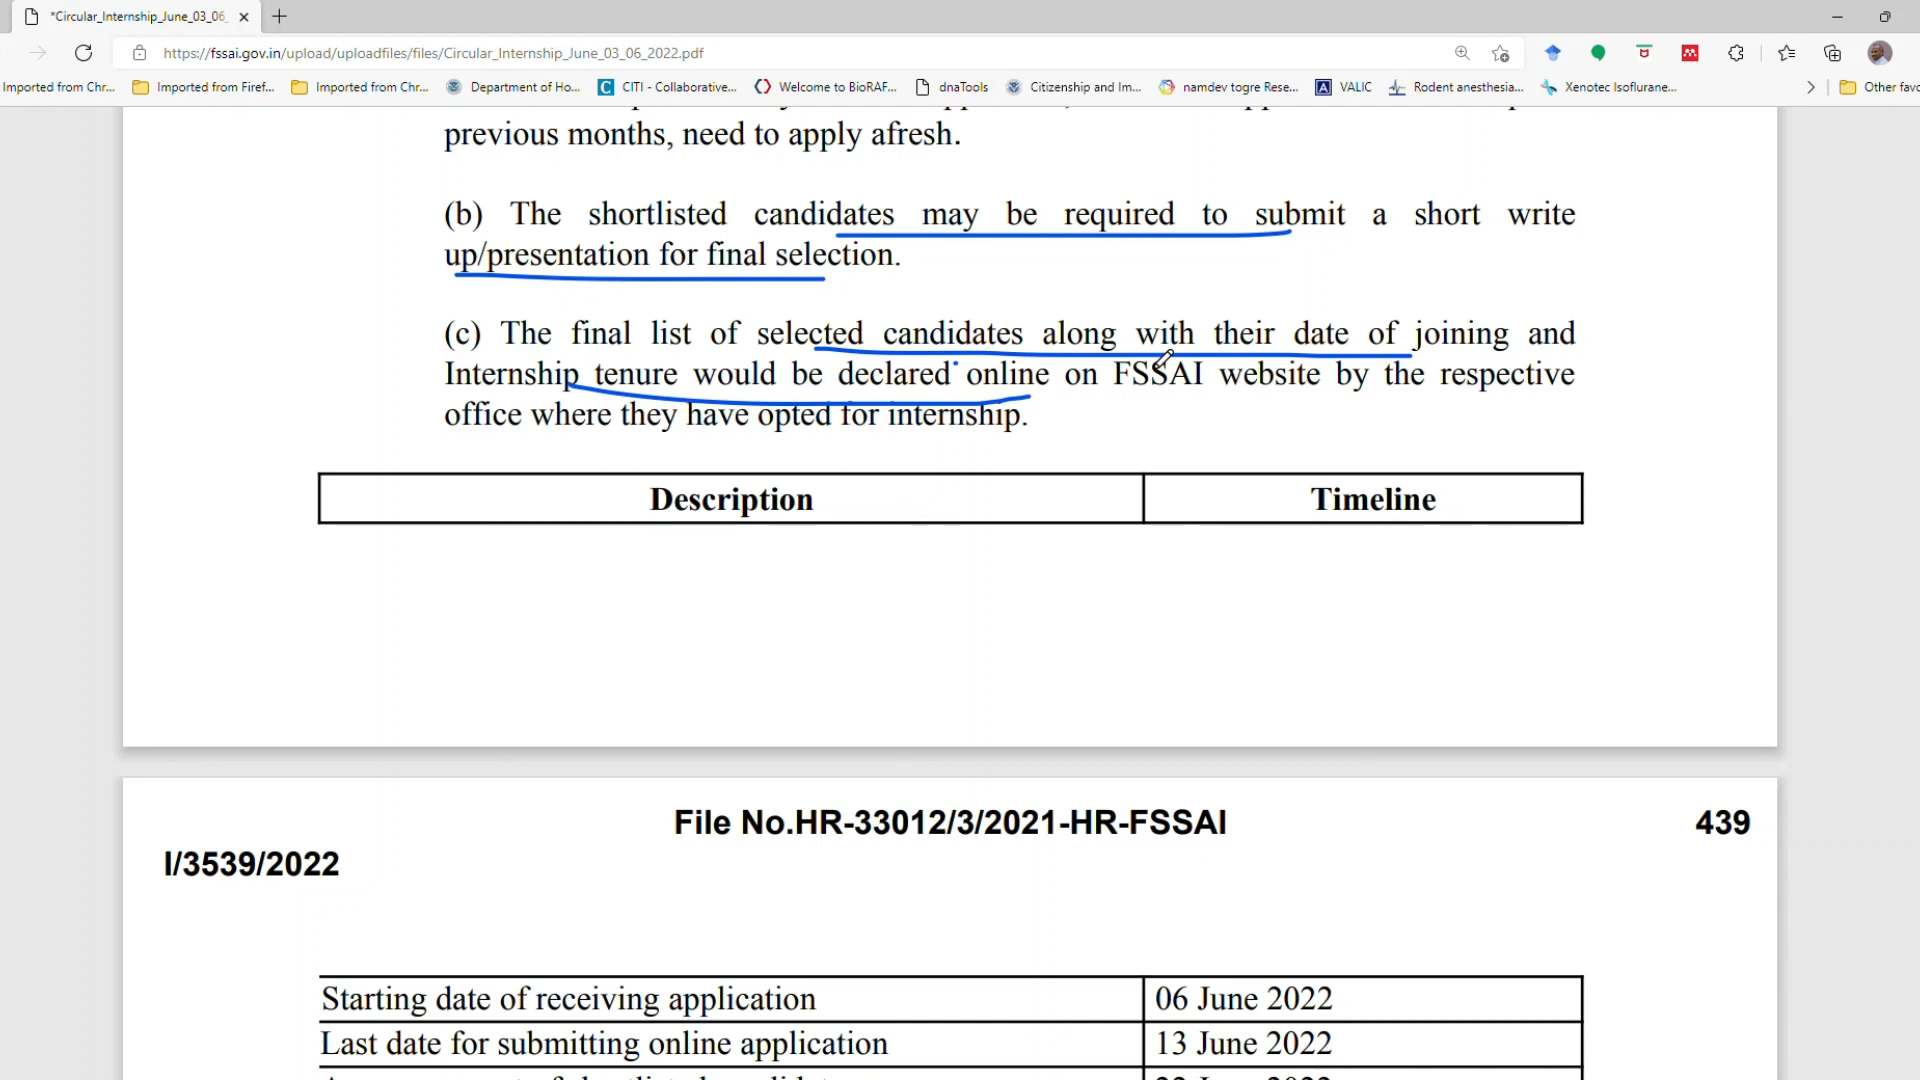 *Circular_Internship_June_03_06_
https://fssai.gov.in/upload/uploadfiles/files/Circular_Internship_June_03_06_2022.pdf
Imported from Chr... Imported from Firef... Imported from Chr... Department of Ho... CITI - Collaborative... Welcome to BioRAF... dnaTools Citizenship and Im... namdev togre Rese... VALIC Rodent anesthesia... Xenotec Isoflurane... Other favo
previous months, need to apply afresh.
(b) The shortlisted candidates may be required to submit a short write
up/presentation for final selection.
(c) The final list of selected candidates along with their date of joining and
Internship tenure would be declared online on FSSAI website by the respective
office where they have opted for internship.
Description Timeline
File No.HR-33012/3/2021-HR-FSSAI 439
I/3539/2022
Starting date of receiving application 06 June 2022
Last date for submitting online application 13 June 2022